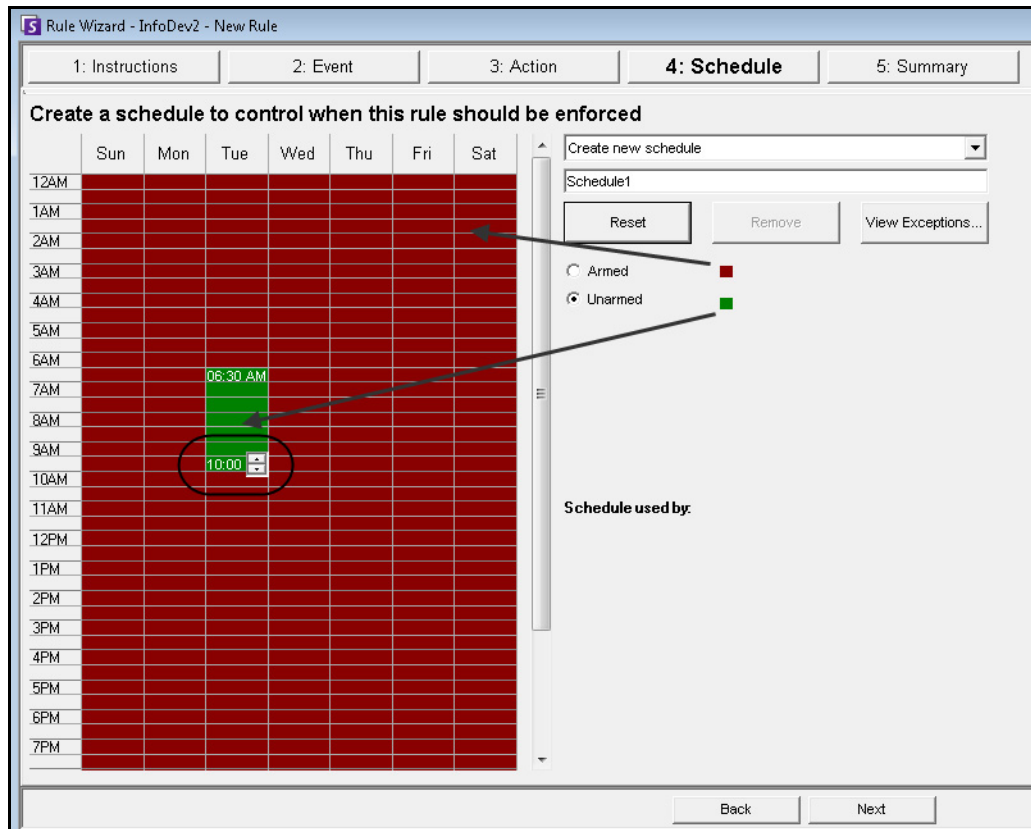 Rule Wizard - InfoDev2 - New Rule
1: Instructions 2: Event 3: Action 4: Schedule 5: Summary
Create a schedule to control when this rule should be enforced
Sun Mon Tue Wed Thu Fri Sat
Create new schedule
Schedule1
Reset Remove View Exceptions...
Armed
Unarmed
12AM
1AM
2AM
3AM
4AM
5AM
6AM
06:30 AM
7AM
8AM
9AM
10:00
10AM
11AM
Schedule used by:
12PM
1PM
2PM
3PM
4PM
5PM
6PM
7PM
Back Next